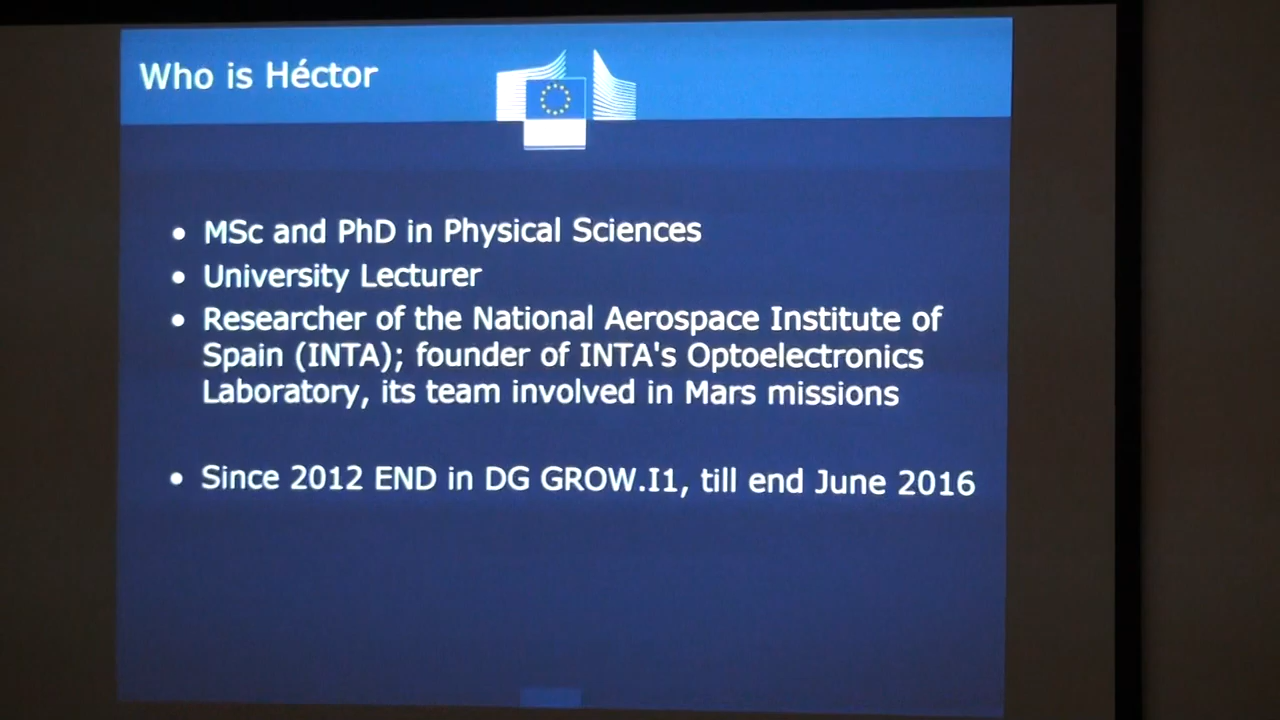 Who is Héctor
• MSc and PhD in Physical Sciences
• University Lecturer
• Researcher of the National Aerospace Institute of
Spain (INTA); founder of INTA's Optoelectronics
Laboratory, its team involved in Mars missions
• Since 2012 END in DG GROW.I1, till end June 2016